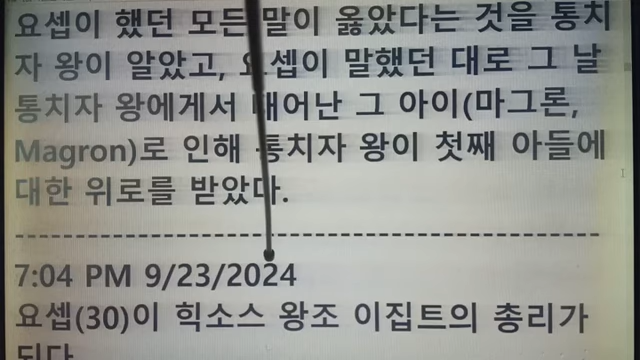 요셉이 했던 모든 말이 옳았다는 것을 통치
자 왕이 알았고, 요셉이 말했던 대로 그 날
통치자 왕에게서 태어난 그 아이(마그론,
Magron)로 인해 통치자 왕이 첫째 아들에
대한 위로를 받았다.
------------------------------------------------
7:04 PM 9/23/2024
요셉(30)이 힉소스 왕조 이집트의 총리가
되다